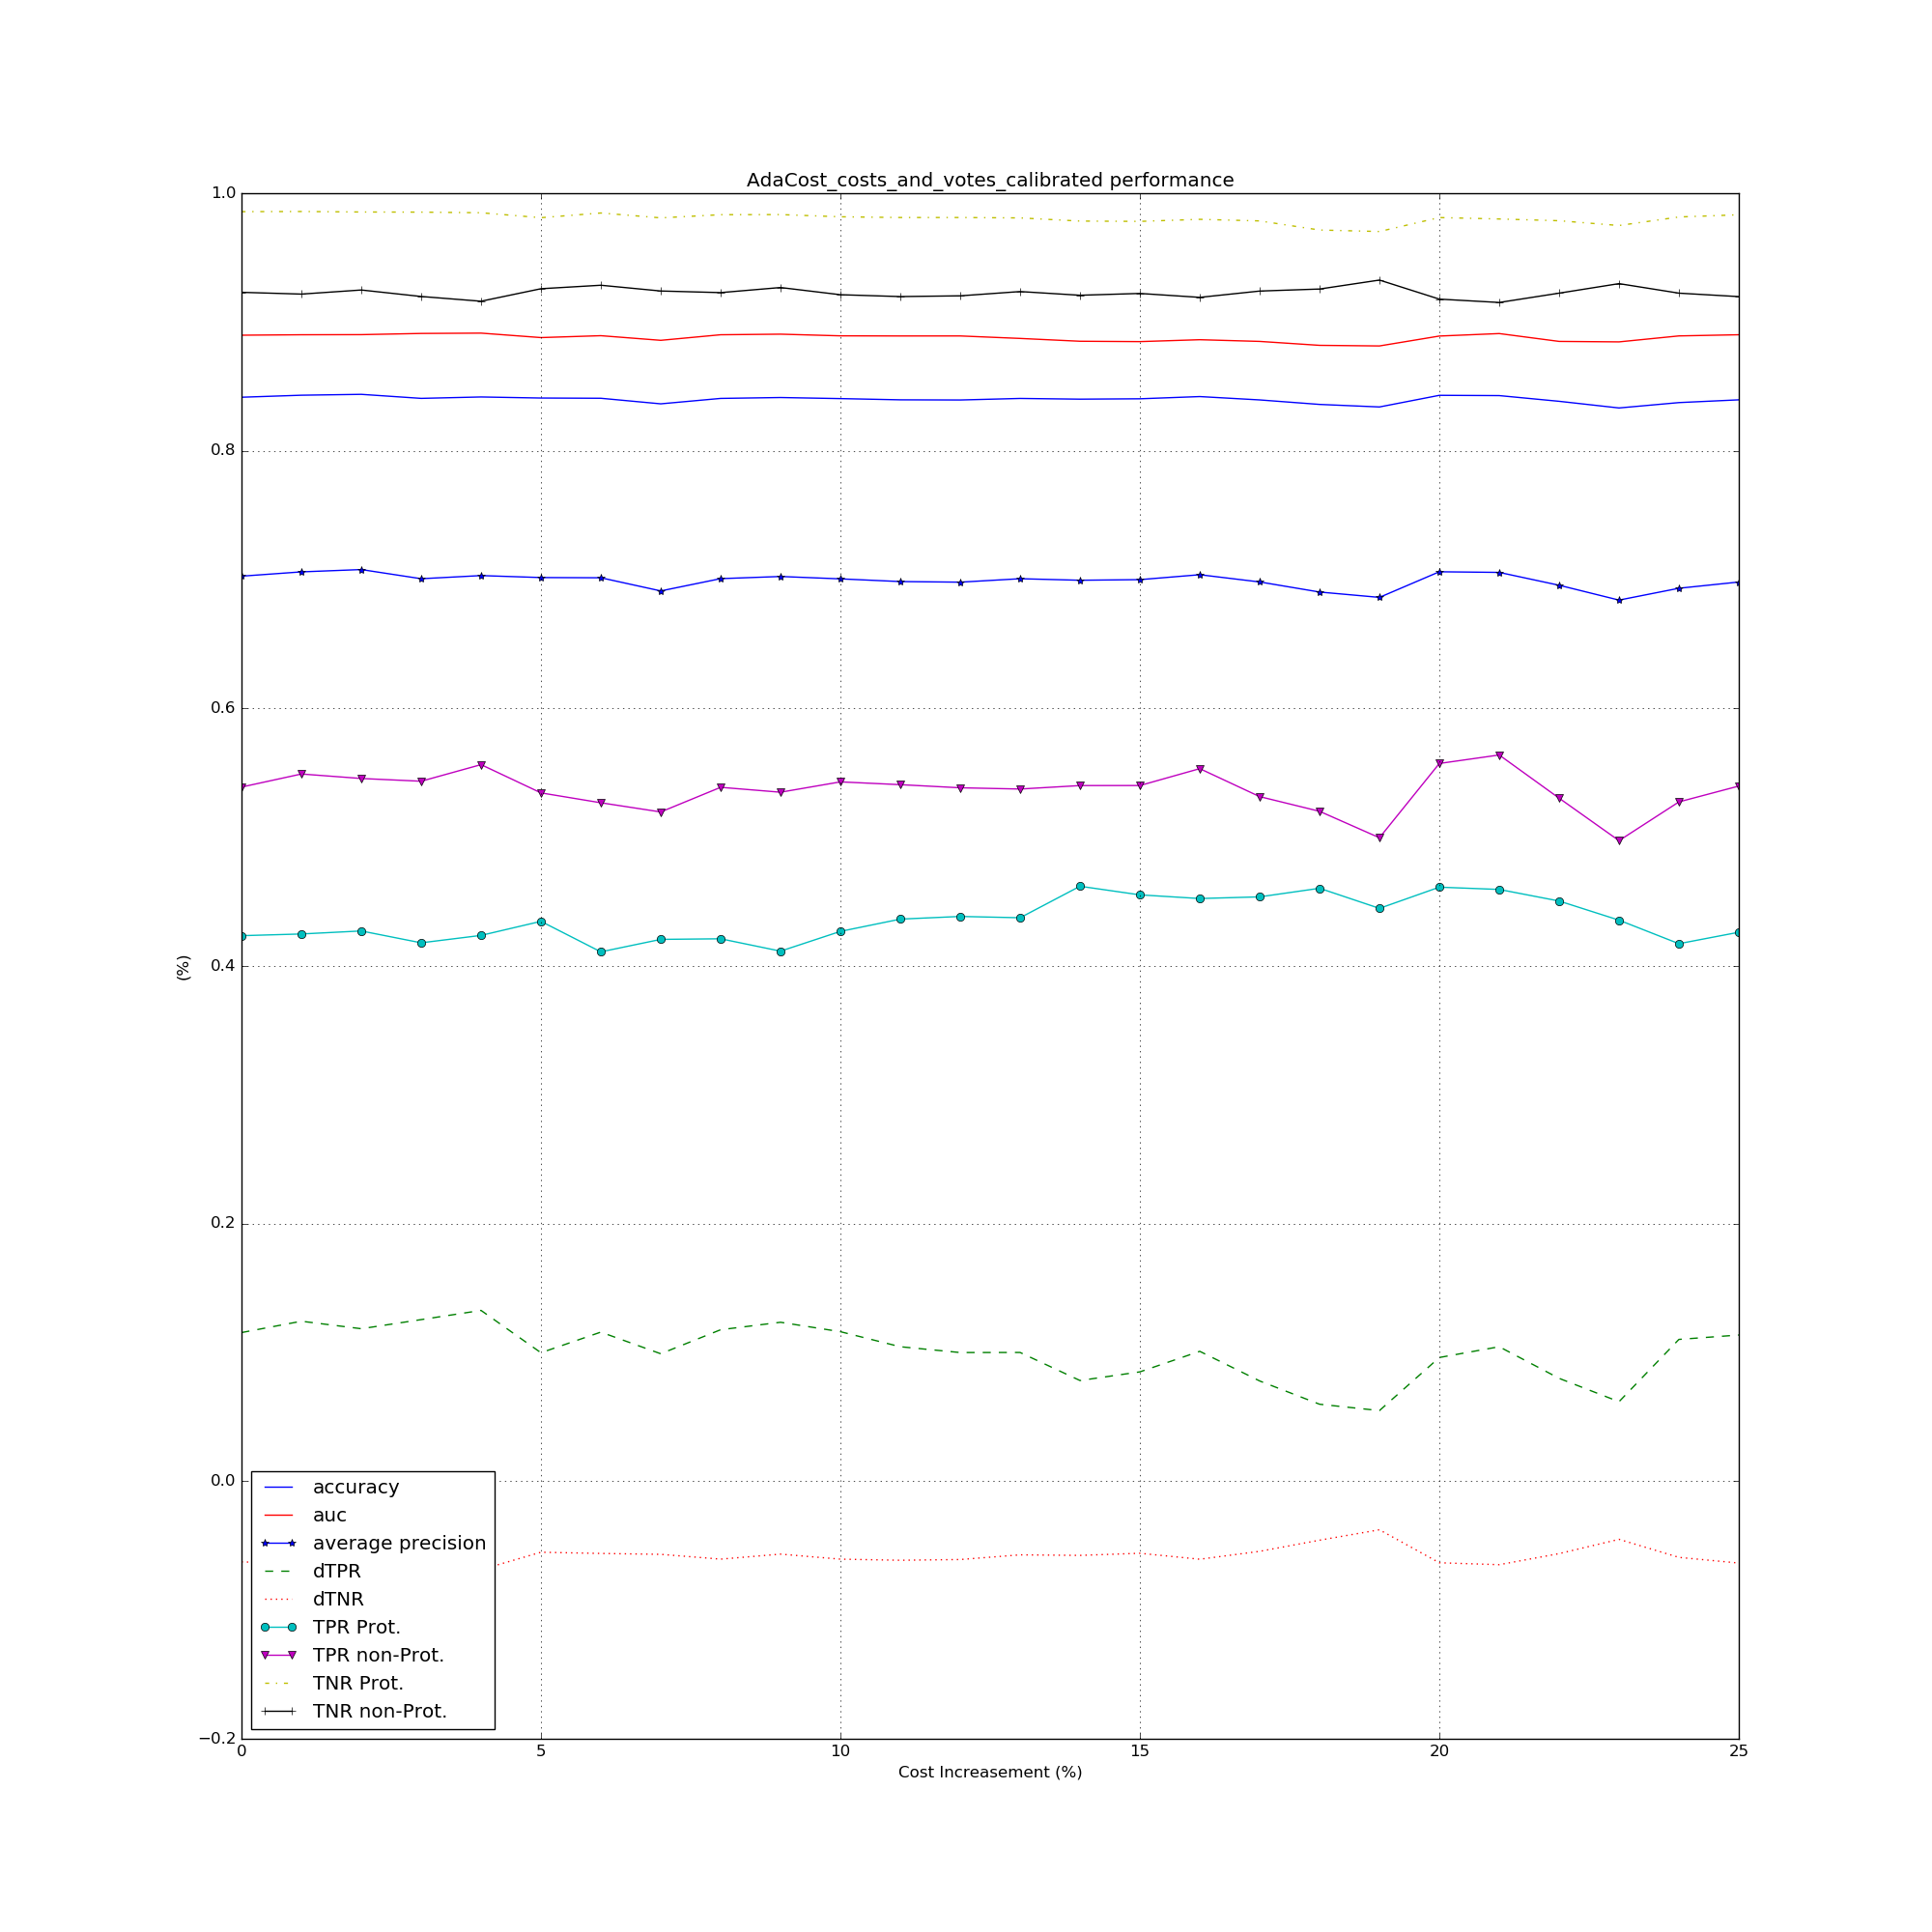 AdaCost_costs_and_votes_calibrated performance
1.0
0.8
0.6
0.4
0.2
0.0
−0.2
(%)
accuracy
auc
average precision
dTPR
dTNR
TPR Prot.
TPR non-Prot.
TNR Prot.
TNR non-Prot.
0 5 10 15 20 25
Cost Increasement (%)